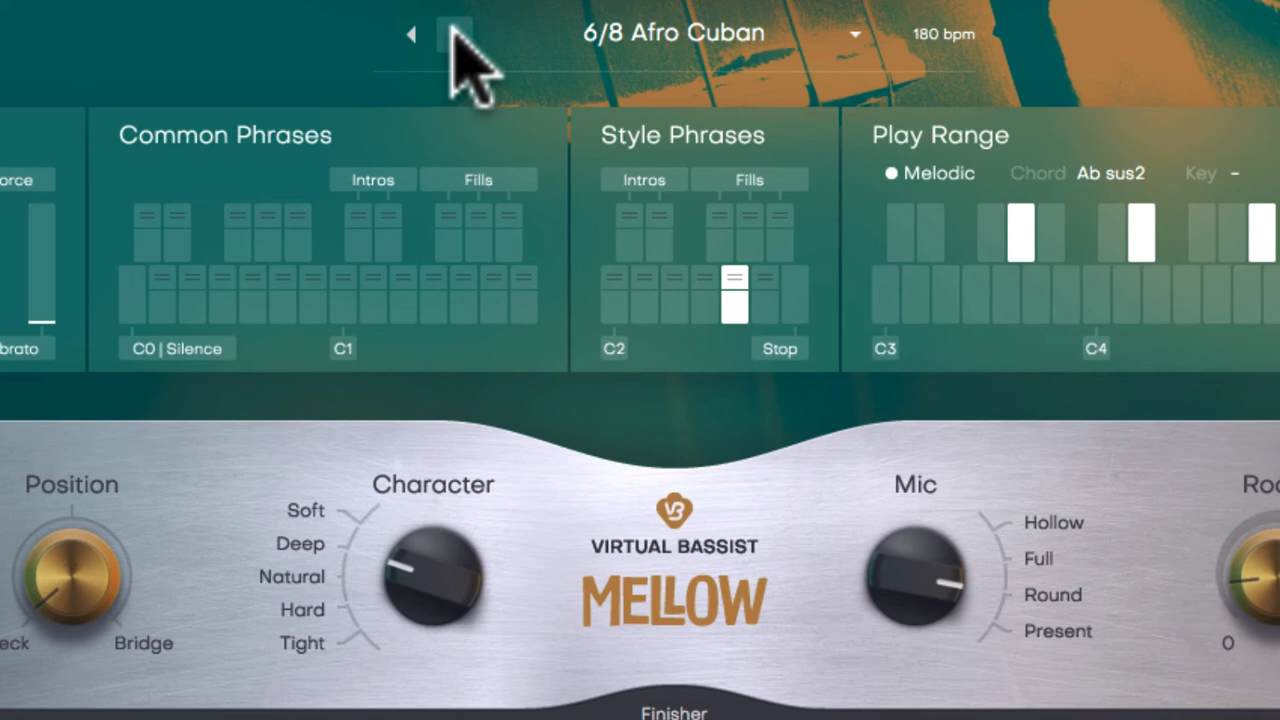 6/8 Afro Cuban
180 bpm
Common Phrases
Style Phrases
Play Range
orce
Intros
Fills
Intros
Fills
Melodic
Chord Ab sus2
Key -
brato
C0 | Silence
C1
C2
Stop
C3
C4
Position
Character
Mic
Roo
Soft
Deep
Natural
Hard
Tight
VB
VIRTUAL BASSIST
MELLOW
Hollow
Full
Round
Present
eck
Bridge
0
Finisher